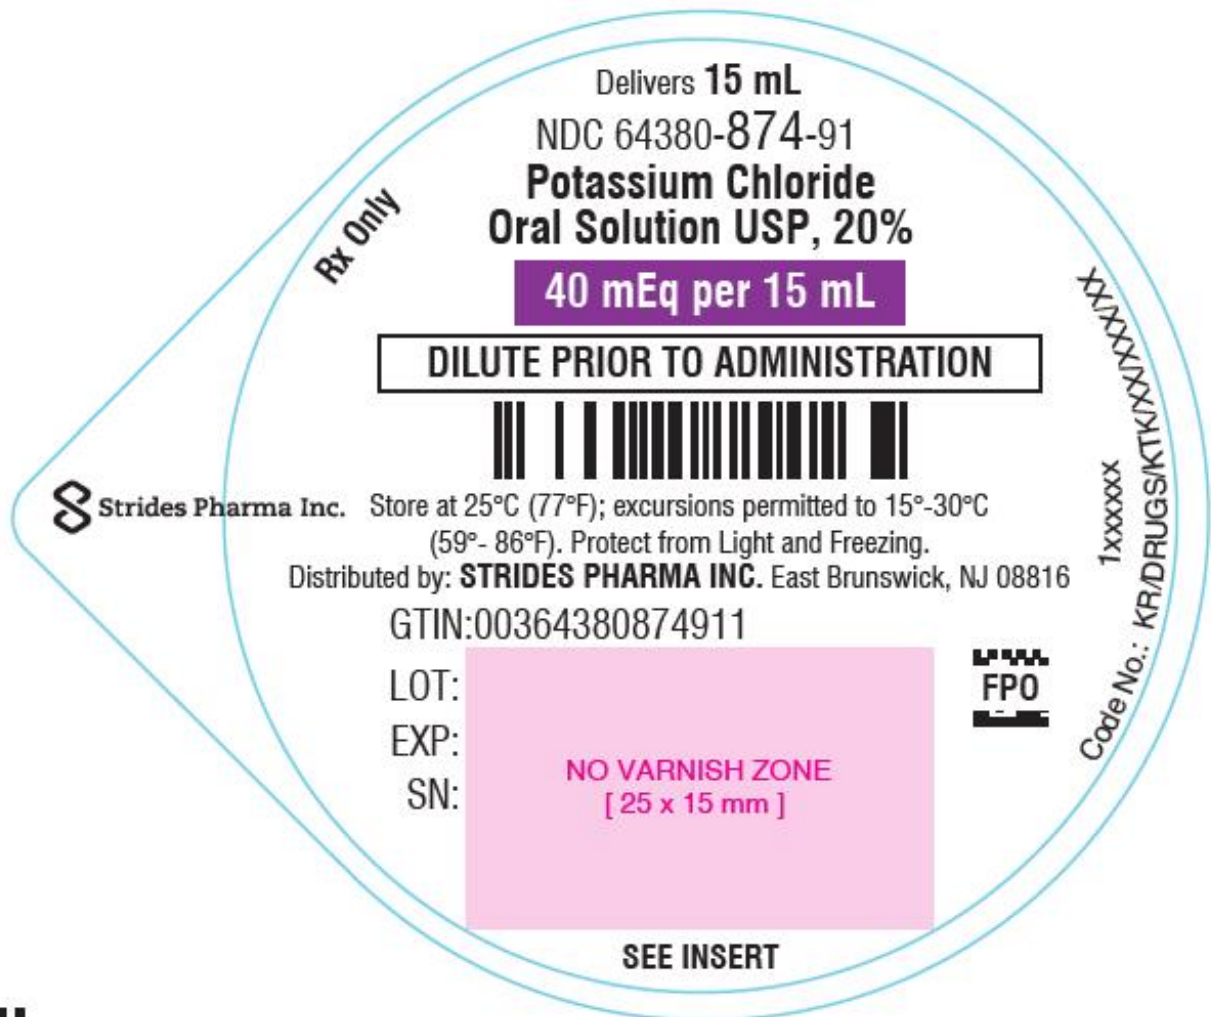 Delivers 15 mL
NDC 64380-874-91
Potassium Chloride
Oral Solution USP, 20%
Rx Only
40 mEq per 15 mL
DILUTE PRIOR TO ADMINISTRATION
Strides Pharma Inc.
Store at 25°C (77°F); excursions permitted to 15°-30°C
(59°- 86°F). Protect from Light and Freezing.
Distributed by: STRIDES PHARMA INC. East Brunswick, NJ 08816
GTIN:00364380874911
LOT:
EXP:
SN:
NO VARNISH ZONE
[ 25 x 15 mm ]
FPO
SEE INSERT
1xxxxxx
Code No.: KR/DRUGS/KTK/XX/XXX/XXXX/XX